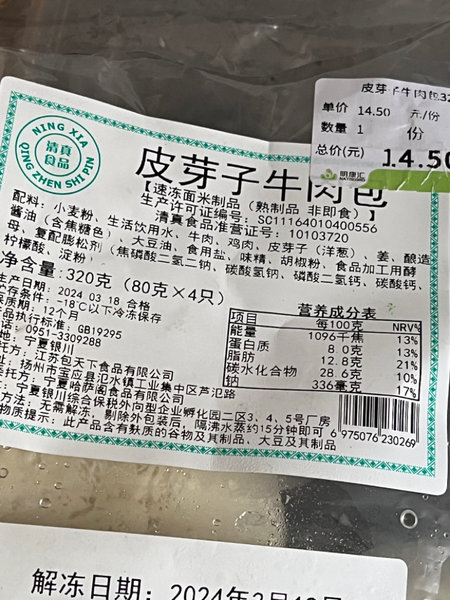 皮芽子牛肉包32
单价 14.50 元/份
数量 1 份
总价(元) 14.50
明康汇
NING XIA
清真
食品
QING ZHEN SHI PIN
皮芽子牛肉包
【速冻面米制品(熟制品 非即食)】
生产许可证编号:SC11164010400556
清真食品准营证号:10103720
配料:小麦粉、生活饮用水、牛肉、鸡肉、皮芽子(洋葱)、姜、酿造
酱油(含焦糖色)、大豆油、食用盐、味精、胡椒粉、食品加工用酵
母、复配膨松剂(焦磷酸二氢二钠、碳酸氢钠、磷酸二氢钙、碳酸钙、
柠檬酸、淀粉
净含量:320克(80克×4只)
生产日期:2024 03 18 合格
贮存条件:-18℃以下冷冻保存
保质期:12个月
产品执行标准:GB19295
电话:0951-3309288
地:宁夏银川
托方:江苏包天下食品有限公司
址:扬州市宝应县氾水镇工业集中区芦氾路
托方:宁夏哈萨阁食品有限公司
宁夏银川综合保税外向型企业孵化园二区3、4、5号厂房
方法:无需解冻,剔除外包装后,隔沸水蒸约15分钟即可
物质提示:此产品含有麸质的谷物及其制品、大豆及其制品
营养成分表
项目 每100克 NRV%
能量 1096千焦 13%
蛋白质 8.0克 13%
脂肪 12.8克 21%
碳水化合物 28.6克 10%
钠 336毫克 17%
6975076230269
解冻日期:2024年